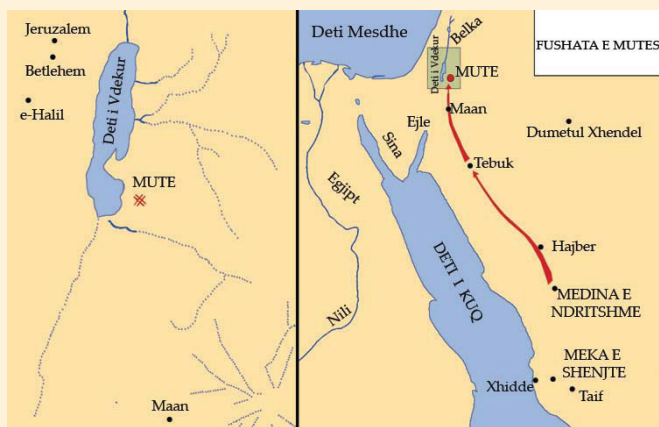 Jeruzalem
Betlehem
e-Halil
Deti i Vdekur
MUTE
Maan
Deti Mesdhe
Belka
FUSHATA E MUTES
Deti i Vdekur
MUTE
Maan
Ejle
Sina
Dumetul Xhendel
Tebuk
Egjipt
Hajber
DETI I KUQ
MEDINA E
NDRITSHME
Nili
MEKA E
SHENJTE
Xhidde
Taif